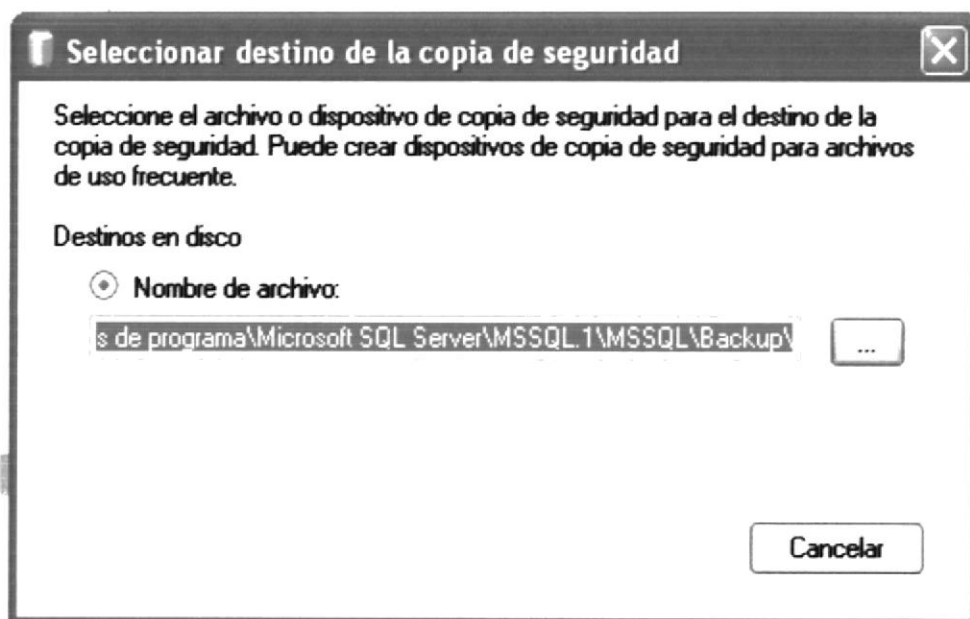 Seleccionar destino de la copia de seguridad
Seleccione el archivo o dispositivo de copia de seguridad para el destino de la
copia de seguridad. Puede crear dispositivos de copia de seguridad para archivos
de uso frecuente.
Destinos en disco
Nombre de archivo:
s de programa\Microsoft SQL Server\MSSQL.1\MSSQL\Backup\
...
Cancelar